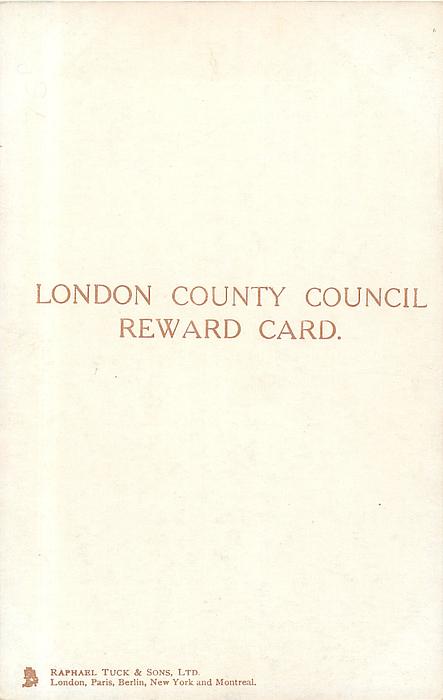 LONDON COUNTY COUNCIL
REWARD CARD.
RAPHAEL TUCK & SONS, LTD.
London, Paris, Berlin, New York and Montreal.